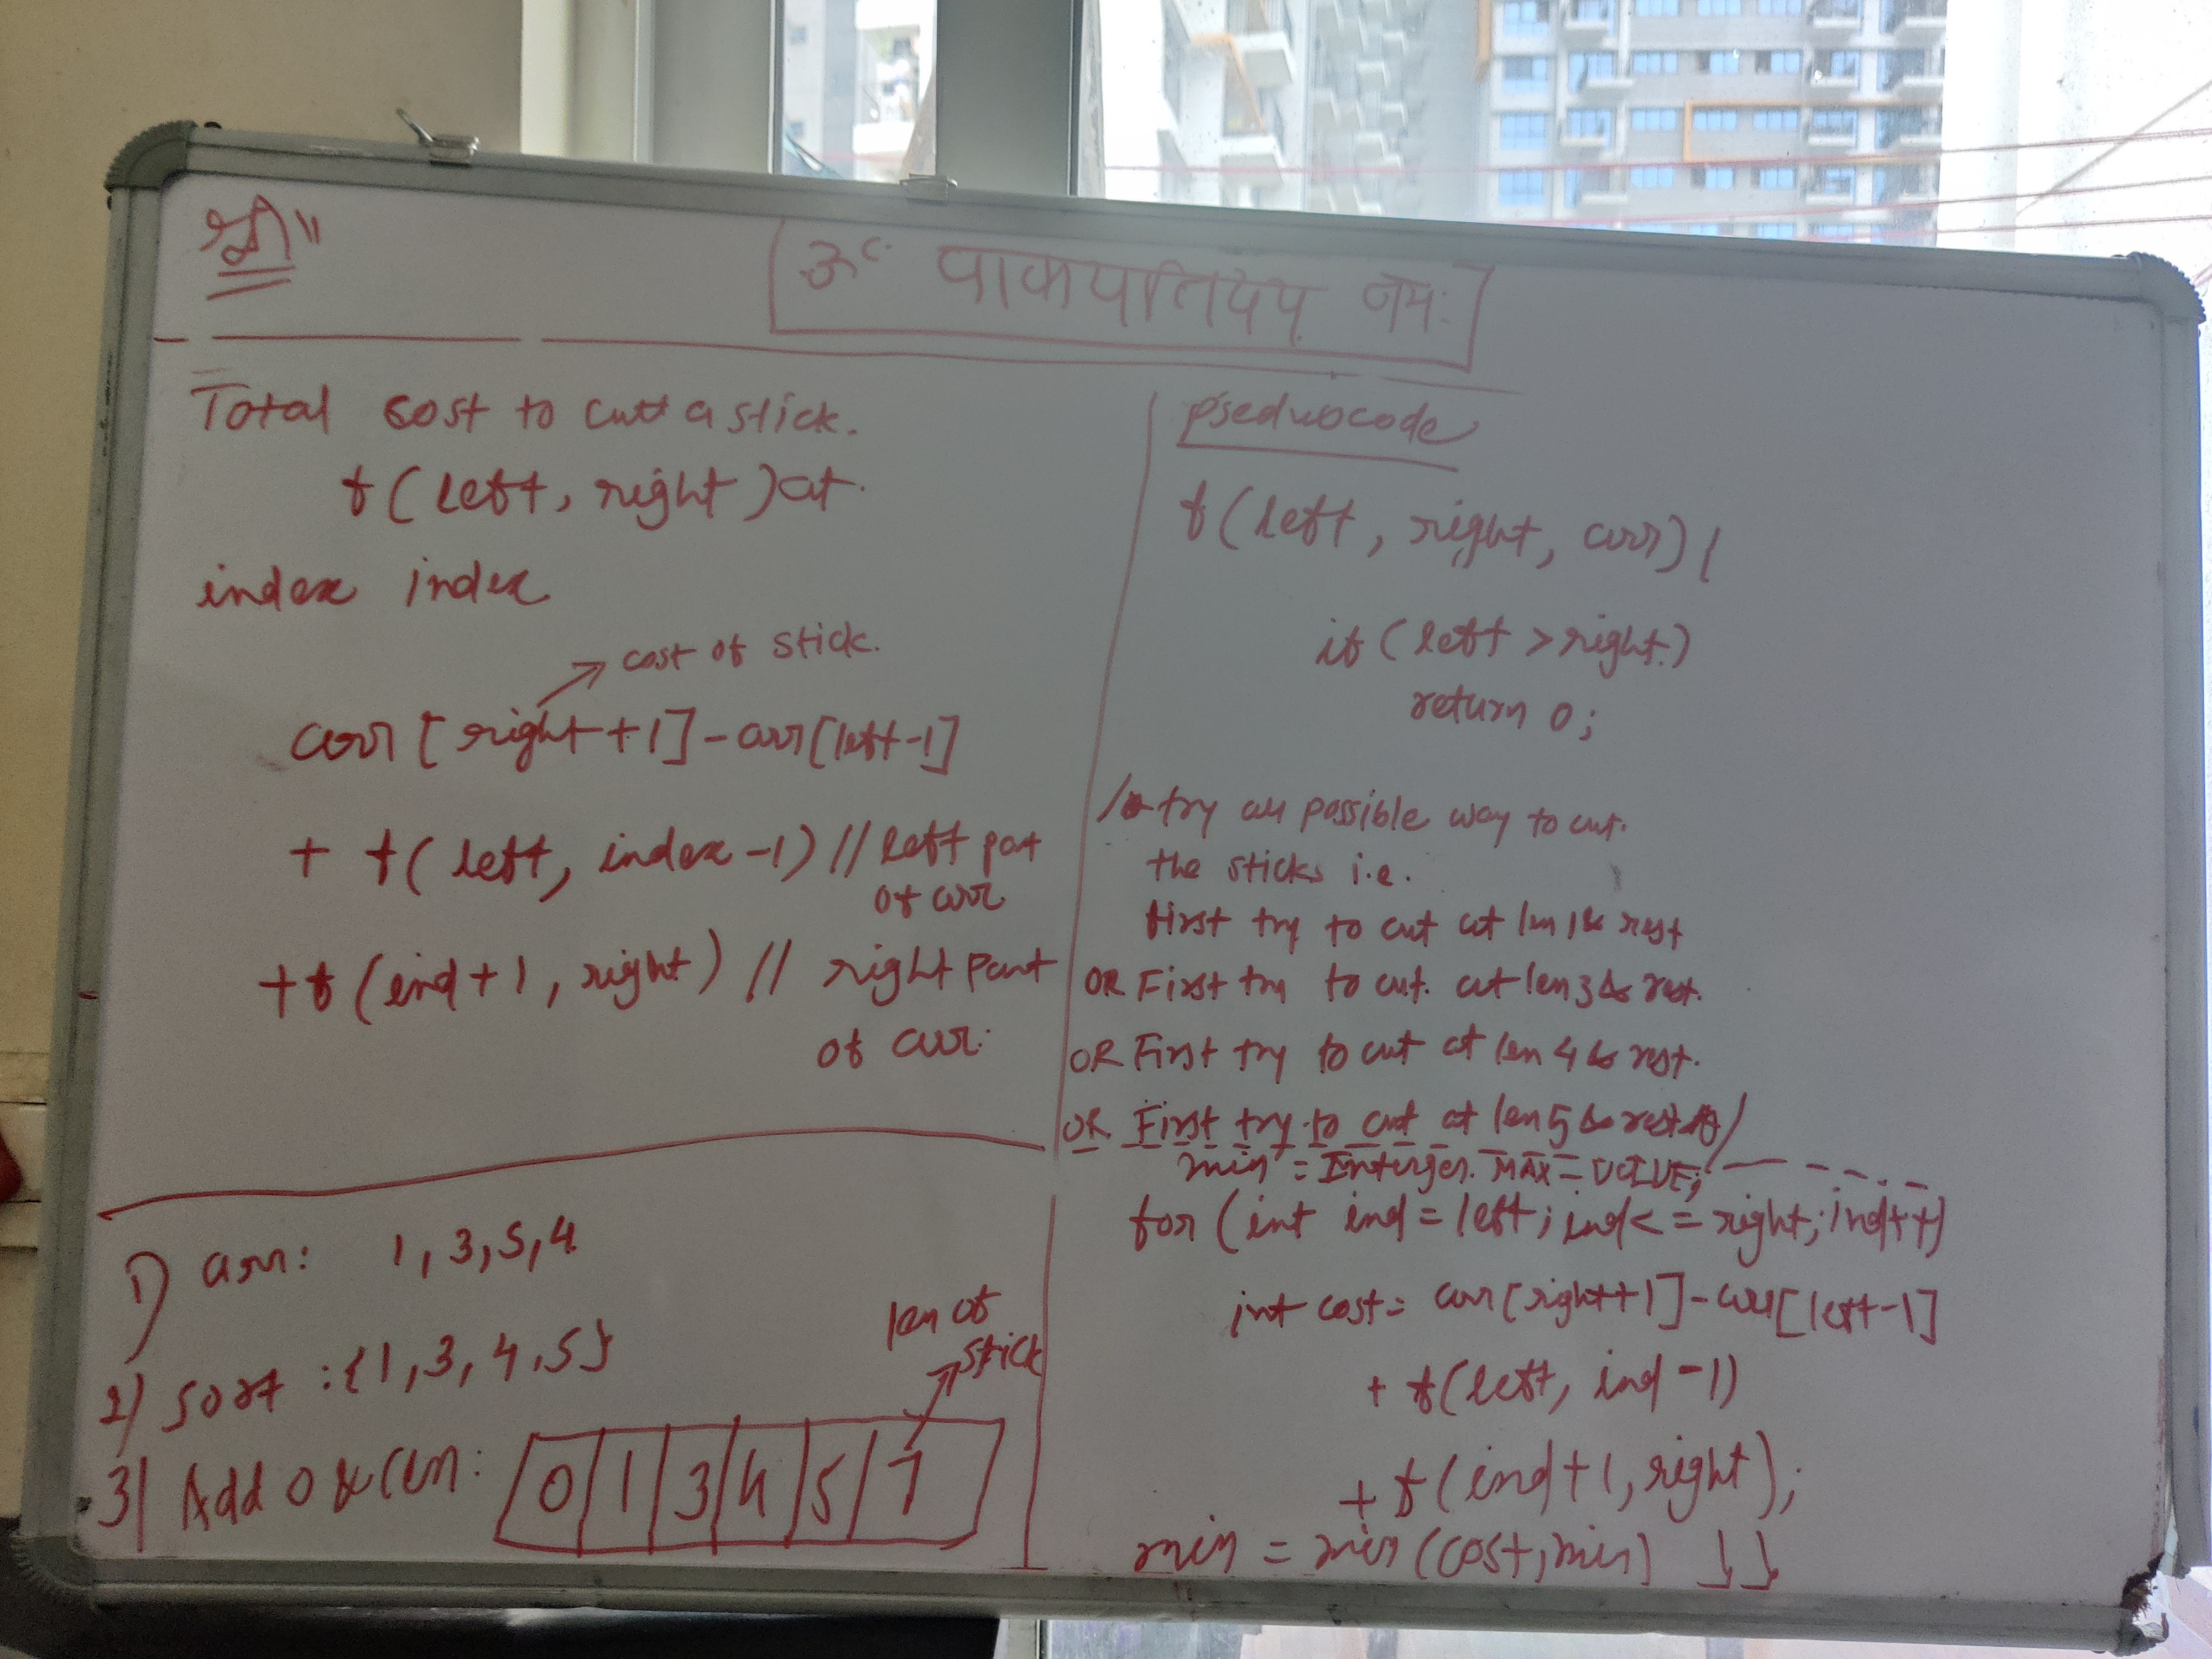 श्री॥
ॐ वाकपतियय नमः
Total cost to cutt a stick.
f(left, right) at
index index
→ cost of stick.
arr[right+1]-arr[left-1]
+ f(left, index-1) // left part
of arr
+f(ind+1, right) // right part
of arr.
1) arr: 1,3,5,4
2) sort :{1,3,4,5}
len of
stick
3) Add 0 & len: 0 1 3 4 5 7
pseduocode
f(left, right, arr){
if(left >right)
return 0;
/* try all possible way to cut
the sticks i.e.
first try to cut at len 1 & rest
OR First try to cut at len 3 & rest.
OR First try to cut at len 4 & rest.
OR First try to cut at len 5 & rest */
min = Enterger.MAX_VALUE;
for(int ind=left; ind<=right; ind++)
int cost= arr[right+1]-arr[left-1]
+ f(left, ind-1)
+ f(ind+1, right);
min = min(cost, min) } }